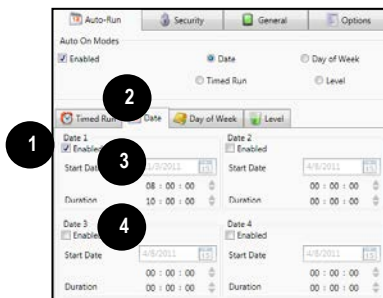 Auto-Run Security General Options
Auto On Modes
Enabled Date Day of Week
Timed Run Level
2
Timed Run Date Day of Week Level
1
Date 1 Date 2
Enabled Enabled
3
Start Date /3/2011 Start Date 4/8/2011
08 : 00 : 00 00 : 00 : 00
Duration 10 : 00 : 00 Duration 00 : 00 : 00
4
Date 3 Date 4
Enabled Enabled
Start Date 4/8/2011 Start Date 4/8/2011
00 : 00 : 00 00 : 00 : 00
Duration 00 : 00 : 00 Duration 00 : 00 : 00